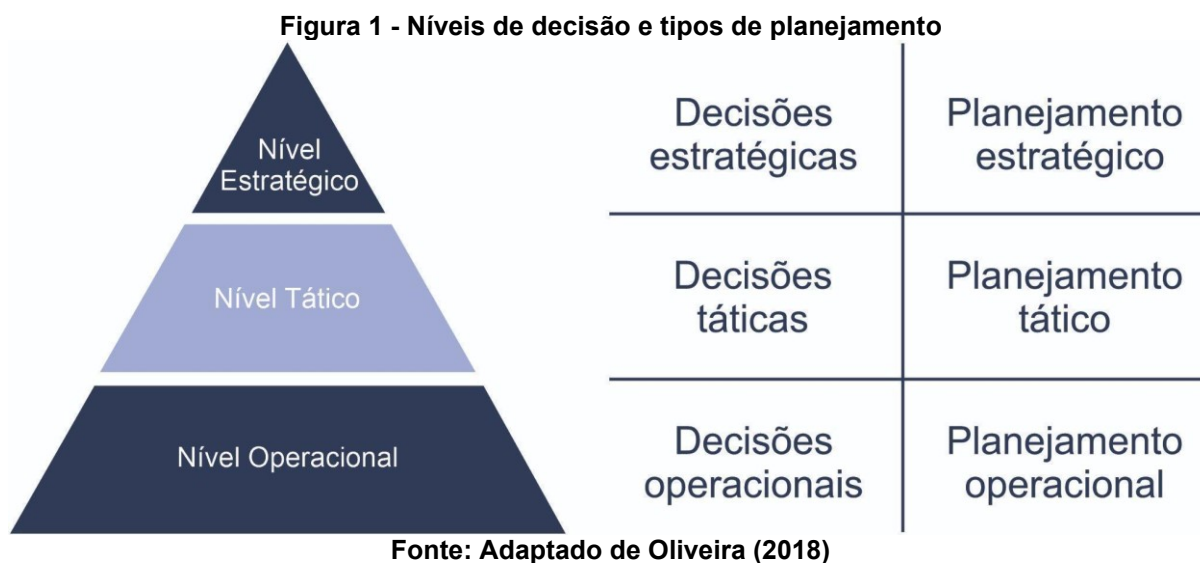 Figura 1 - Níveis de decisão e tipos de planejamento
Nível
Estratégico
Decisões
estratégicas
Planejamento
estratégico
Nível Tático
Decisões
táticas
Planejamento
tático
Nível Operacional
Decisões
operacionais
Planejamento
operacional
Fonte: Adaptado de Oliveira (2018)